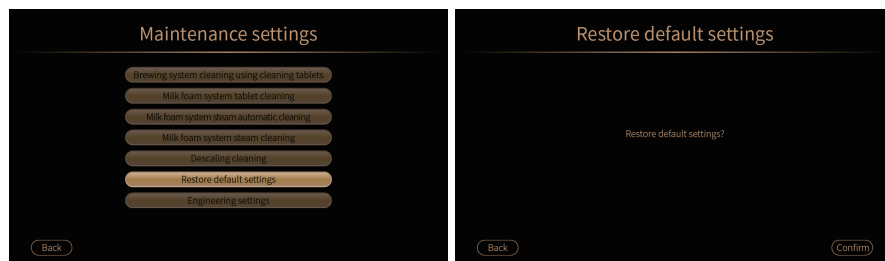 Maintenance settings
Brewing system cleaning using cleaning tablets
Milk foam system tablet cleaning
Milk foam system steam automatic cleaning
Milk foam system steam cleaning
Descaling cleaning
Restore default settings
Engineering settings
Back
Restore default settings
Restore default settings?
Back
Confirm